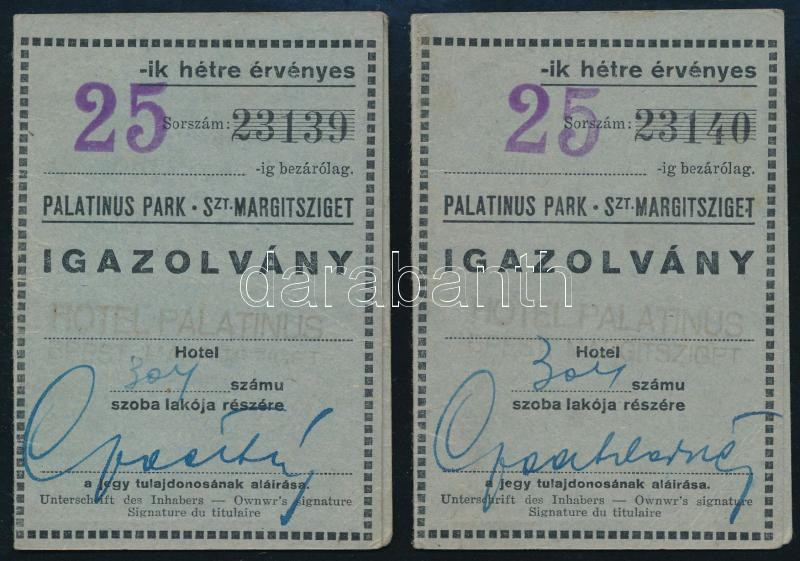 -ik hétre érvényes
25
Sorszám: 23139
-ig bezárólag.
PALATINUS PARK · SZT. MARGITSZIGET
IGAZOLVÁNY
HOTEL PALATINUS
Hotel
304 számu
szoba lakója részére
a jegy tulajdonosának aláirása.
Unterschrift des Inhabers — Ownwr's signature
Signature du titulaire
-ik hétre érvényes
25
Sorszám: 23140
-ig bezárólag.
PALATINUS PARK · SZT. MARGITSZIGET
IGAZOLVÁNY
HOTEL PALATINUS
MARGITSZIGET
Hotel
304 számu
szoba lakója részére
a jegy tulajdonosának aláirása.
Unterschrift des Inhabers — Ownwr's signature
Signature du titulaire
darabanth